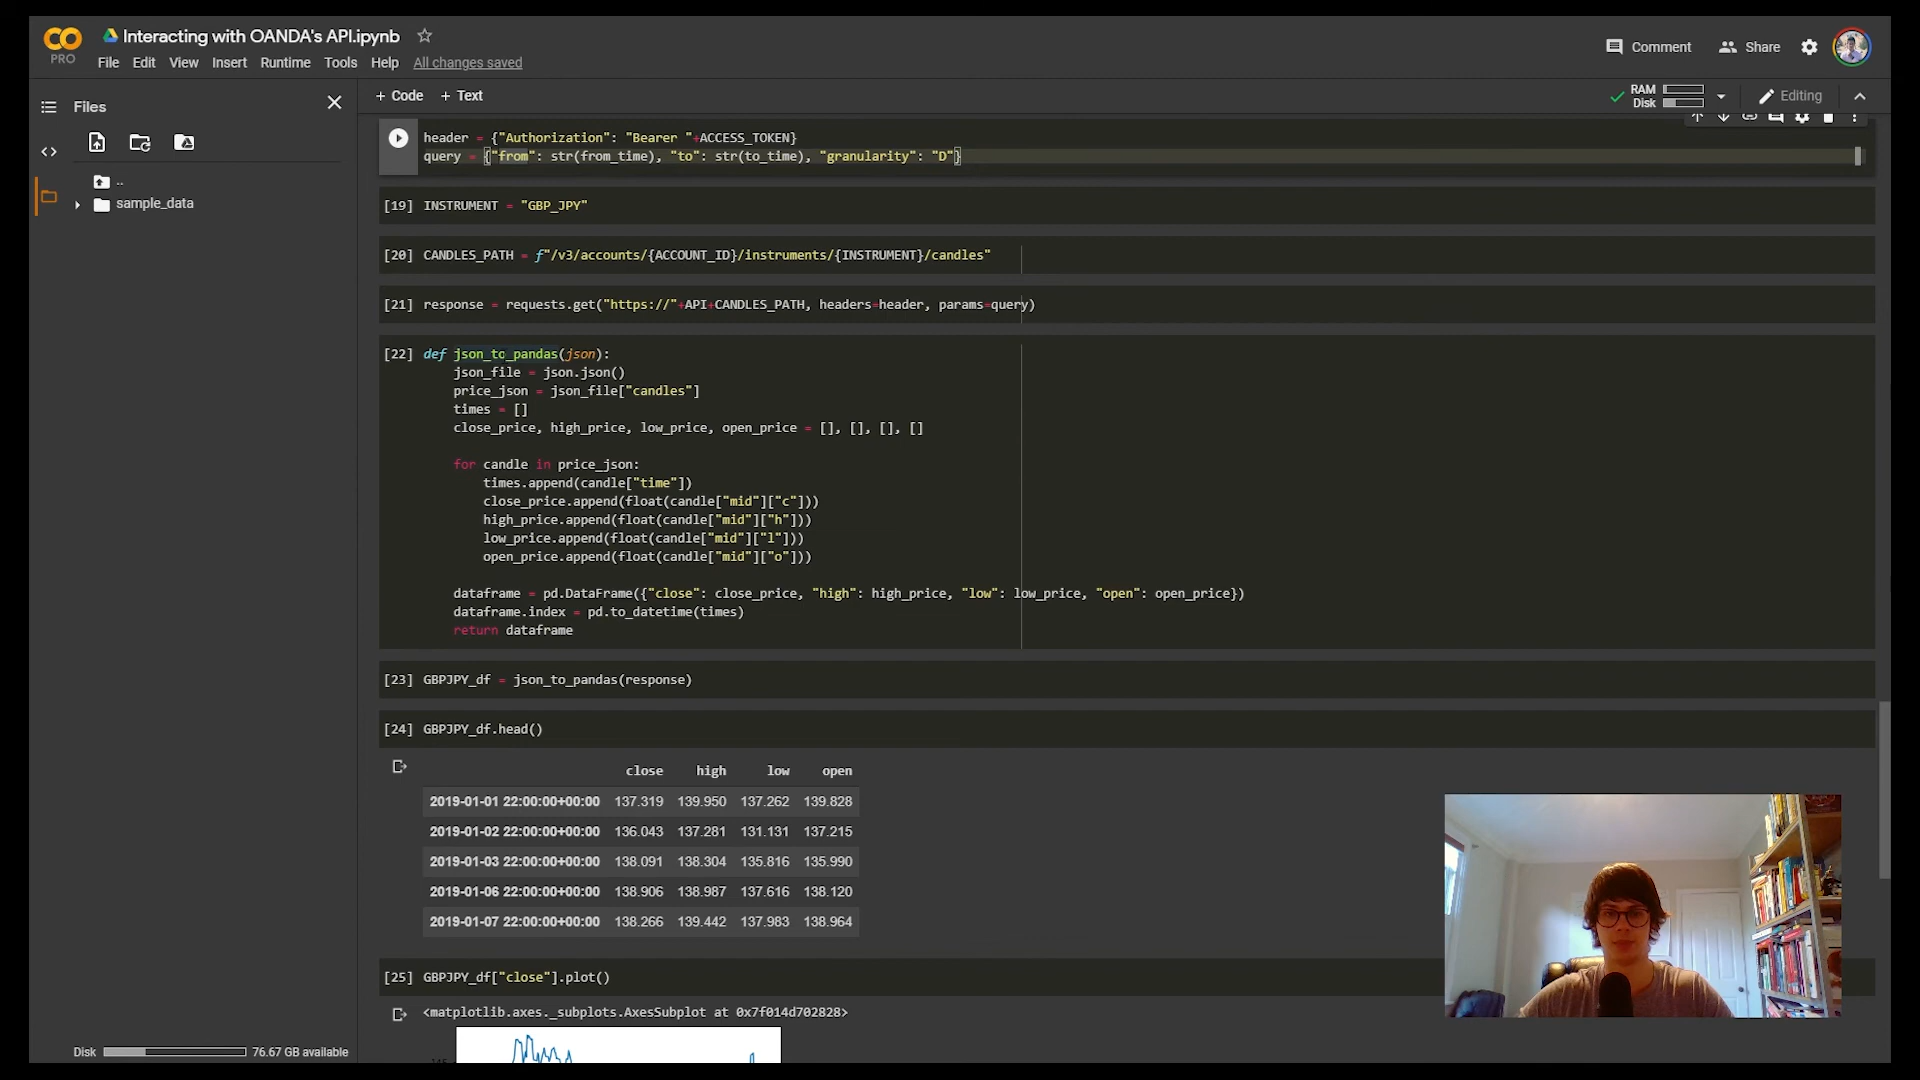 Interacting with OANDA's API.ipynb
PRO
File Edit View Insert Runtime Tools Help All changes saved
Comment Share
Files
+ Code + Text
RAM
Disk
Editing
..
sample_data
header = {"Authorization": "Bearer "+ACCESS_TOKEN}
query = {"from": str(from_time), "to": str(to_time), "granularity": "D"}
[19] INSTRUMENT = "GBP_JPY"
[20] CANDLES_PATH = f"/v3/accounts/{ACCOUNT_ID}/instruments/{INSTRUMENT}/candles"
[21] response = requests.get("https://"+API+CANDLES_PATH, headers=header, params=query)
[22] def json_to_pandas(json):
json_file = json.json()
price_json = json_file["candles"]
times = []
close_price, high_price, low_price, open_price = [], [], [], []
for candle in price_json:
times.append(candle["time"])
close_price.append(float(candle["mid"]["c"]))
high_price.append(float(candle["mid"]["h"]))
low_price.append(float(candle["mid"]["l"]))
open_price.append(float(candle["mid"]["o"]))
dataframe = pd.DataFrame({"close": close_price, "high": high_price, "low": low_price, "open": open_price})
dataframe.index = pd.to_datetime(times)
return dataframe
[23] GBPJPY_df = json_to_pandas(response)
[24] GBPJPY_df.head()
close high low open
2019-01-01 22:00:00+00:00 137.319 139.950 137.262 139.828
2019-01-02 22:00:00+00:00 136.043 137.281 131.131 137.215
2019-01-03 22:00:00+00:00 138.091 138.304 135.816 135.990
2019-01-06 22:00:00+00:00 138.906 138.987 137.616 138.120
2019-01-07 22:00:00+00:00 138.266 139.442 137.983 138.964
[25] GBPJPY_df["close"].plot()
<matplotlib.axes._subplots.AxesSubplot at 0x7f014d702828>
Disk 76.67 GB available